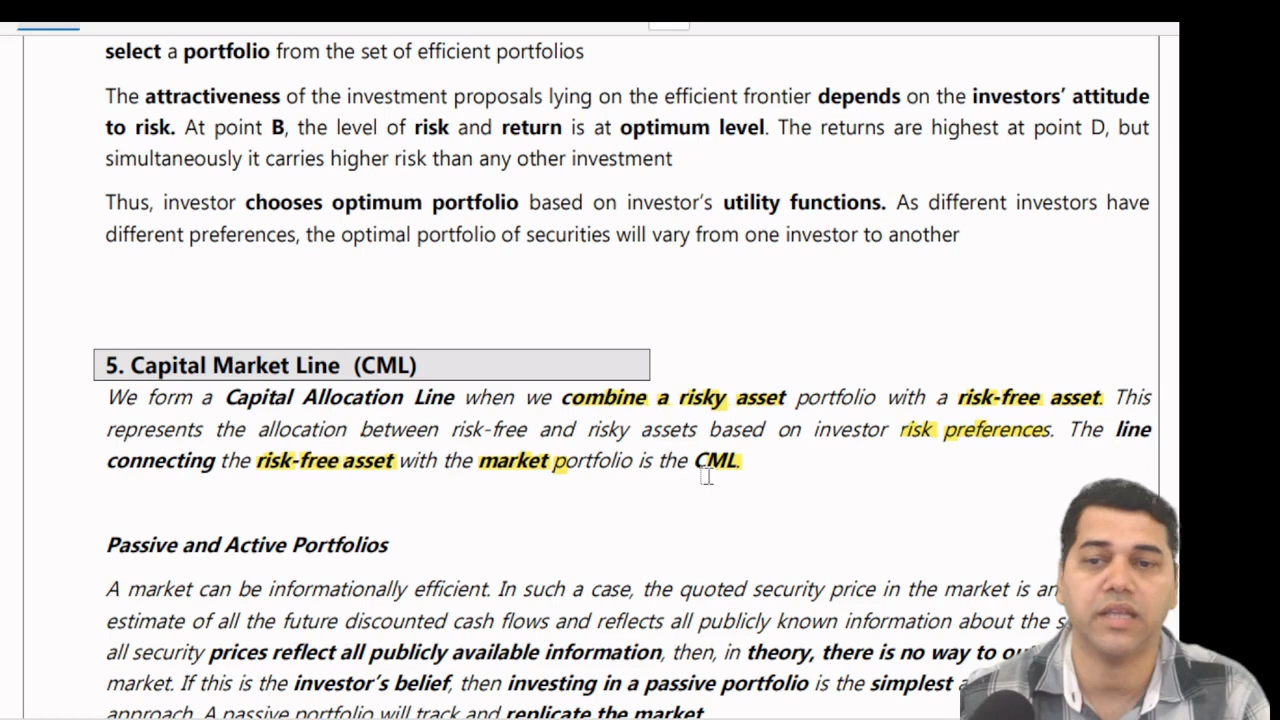 select a portfolio from the set of efficient portfolios
The attractiveness of the investment proposals lying on the efficient frontier depends on the investors’ attitude
to risk. At point B, the level of risk and return is at optimum level. The returns are highest at point D, but
simultaneously it carries higher risk than any other investment
Thus, investor chooses optimum portfolio based on investor’s utility functions. As different investors have
different preferences, the optimal portfolio of securities will vary from one investor to another
5. Capital Market Line (CML)
We form a Capital Allocation Line when we combine a risky asset portfolio with a risk-free asset. This
represents the allocation between risk-free and risky assets based on investor risk preferences. The line
connecting the risk-free asset with the market portfolio is the CML.
Passive and Active Portfolios
A market can be informationally efficient. In such a case, the quoted security price in the market is an
estimate of all the future discounted cash flows and reflects all publicly known information about the
all security prices reflect all publicly available information, then, in theory, there is no way to
market. If this is the investor’s belief, then investing in a passive portfolio is the simplest
approach. A passive portfolio will track and replicate the market